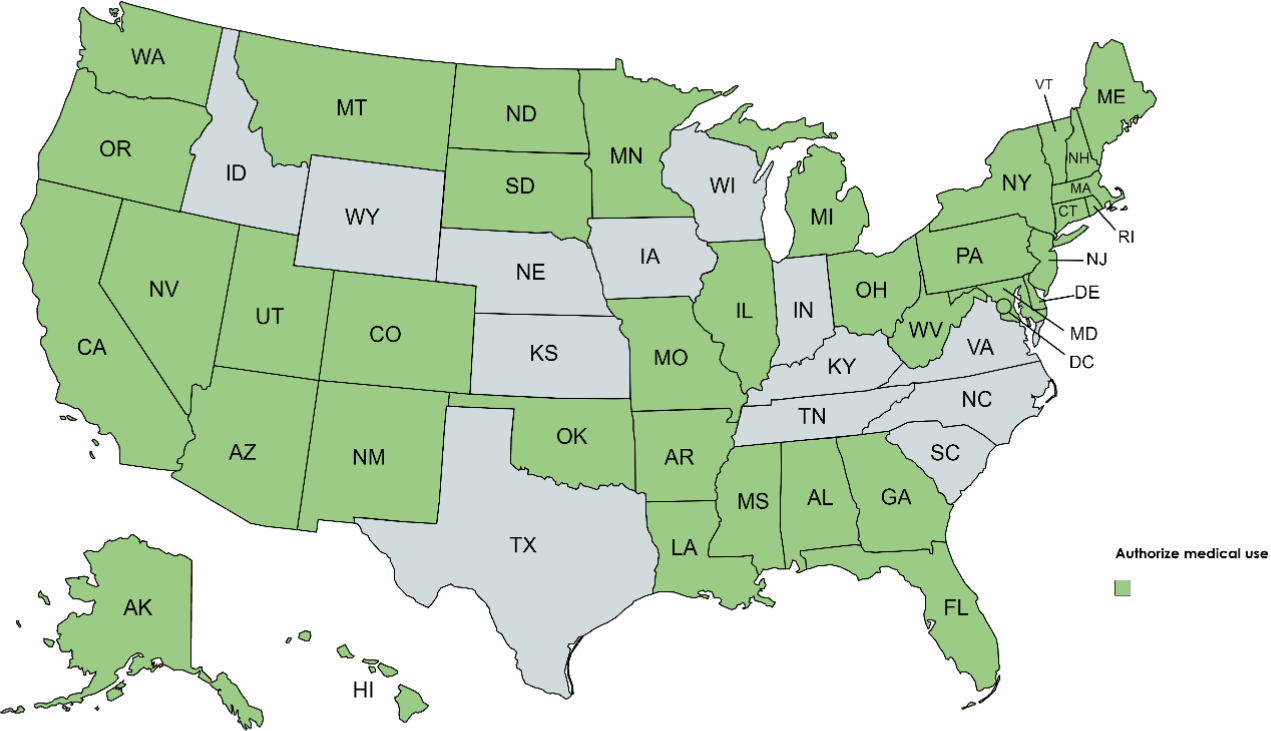 WA
MT
ND
MN
VT
ME
OR
ID
SD
WI
NH
WY
MI
NY
MA
CT
RI
NE
IA
PA
NJ
NV
UT
CO
IL
IN
OH
DE
CA
KS
MO
WV
MD
KY
VA
DC
NC
TN
AZ
NM
OK
AR
SC
MS
AL
GA
TX
LA
Authorize medical use
AK
FL
HI